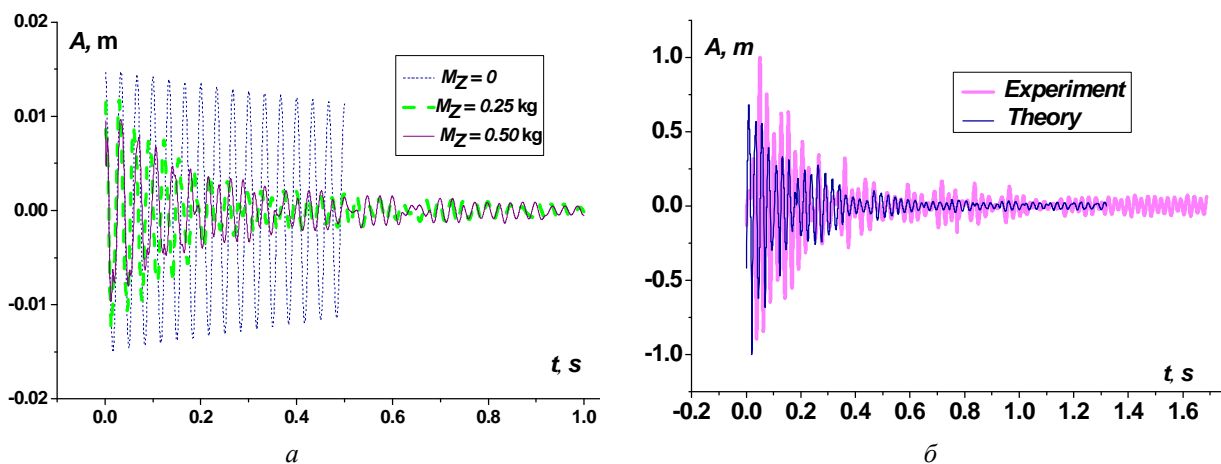 0.02
A, m
0.01
0.00
-0.01
-0.02
M_Z = 0
M_Z = 0.25 kg
M_Z = 0.50 kg
t, s
0.0 0.2 0.4 0.6 0.8 1.0
а
A, m
1.0
0.5
0.0
-0.5
-1.0
Experiment
Theory
t, s
-0.2 0.0 0.2 0.4 0.6 0.8 1.0 1.2 1.4 1.6
б